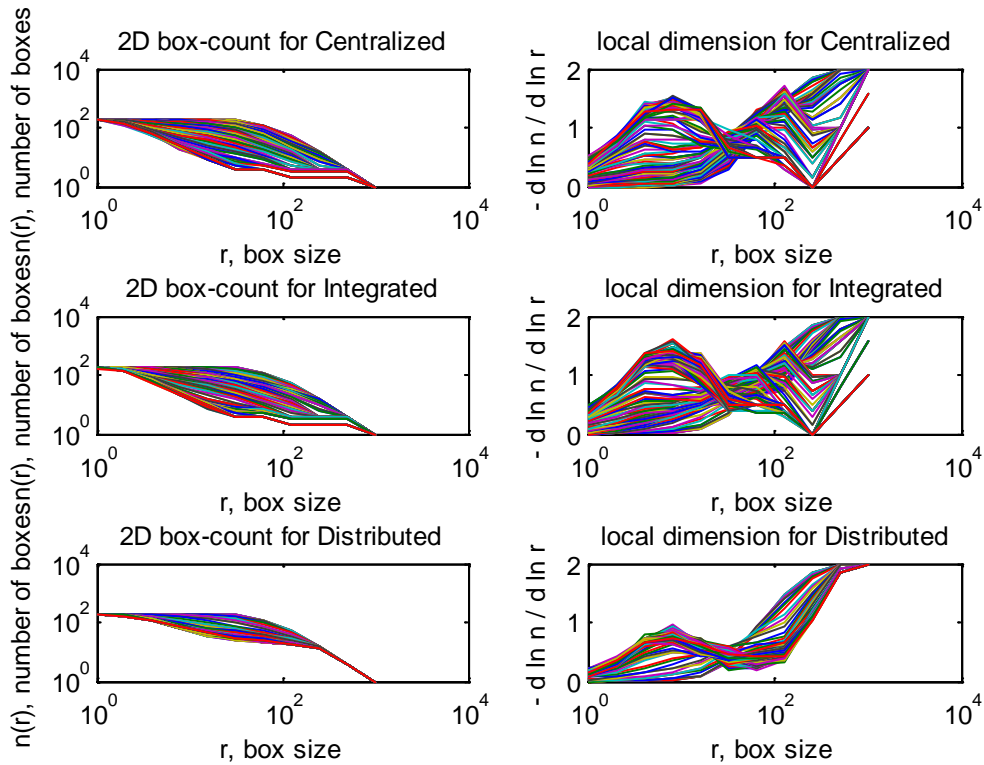 2D box-count for Centralized
10^4
10^2
10^0
10^0
10^2
10^4
r, box size
n(r), number of boxes
local dimension for Centralized
2
1
0
10^0
10^2
10^4
r, box size
- d ln n / d ln r
2D box-count for Integrated
10^4
10^2
10^0
10^0
10^2
10^4
r, box size
n(r), number of boxes
local dimension for Integrated
2
1
0
10^0
10^2
10^4
r, box size
- d ln n / d ln r
2D box-count for Distributed
10^4
10^2
10^0
10^0
10^2
10^4
r, box size
n(r), number of boxes
local dimension for Distributed
2
1
0
10^0
10^2
10^4
r, box size
- d ln n / d ln r